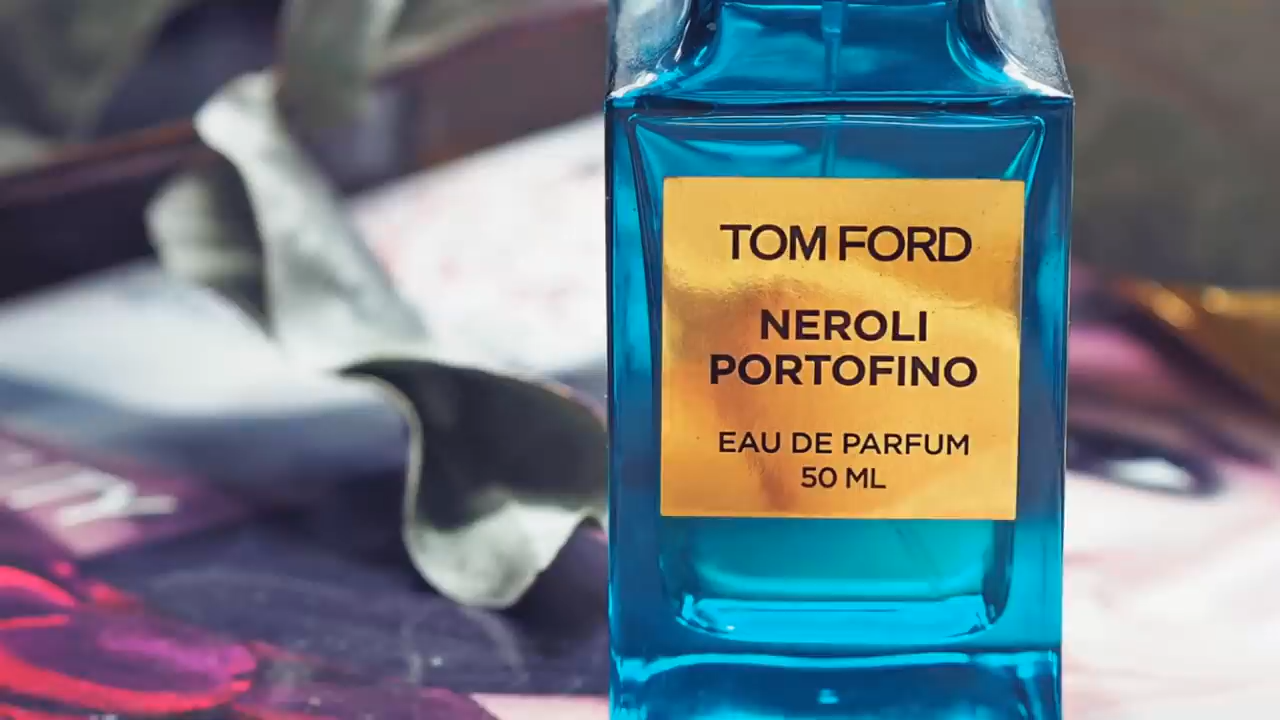 TOM FORD
NEROLI
PORTOFINO
EAU DE PARFUM
50 ML